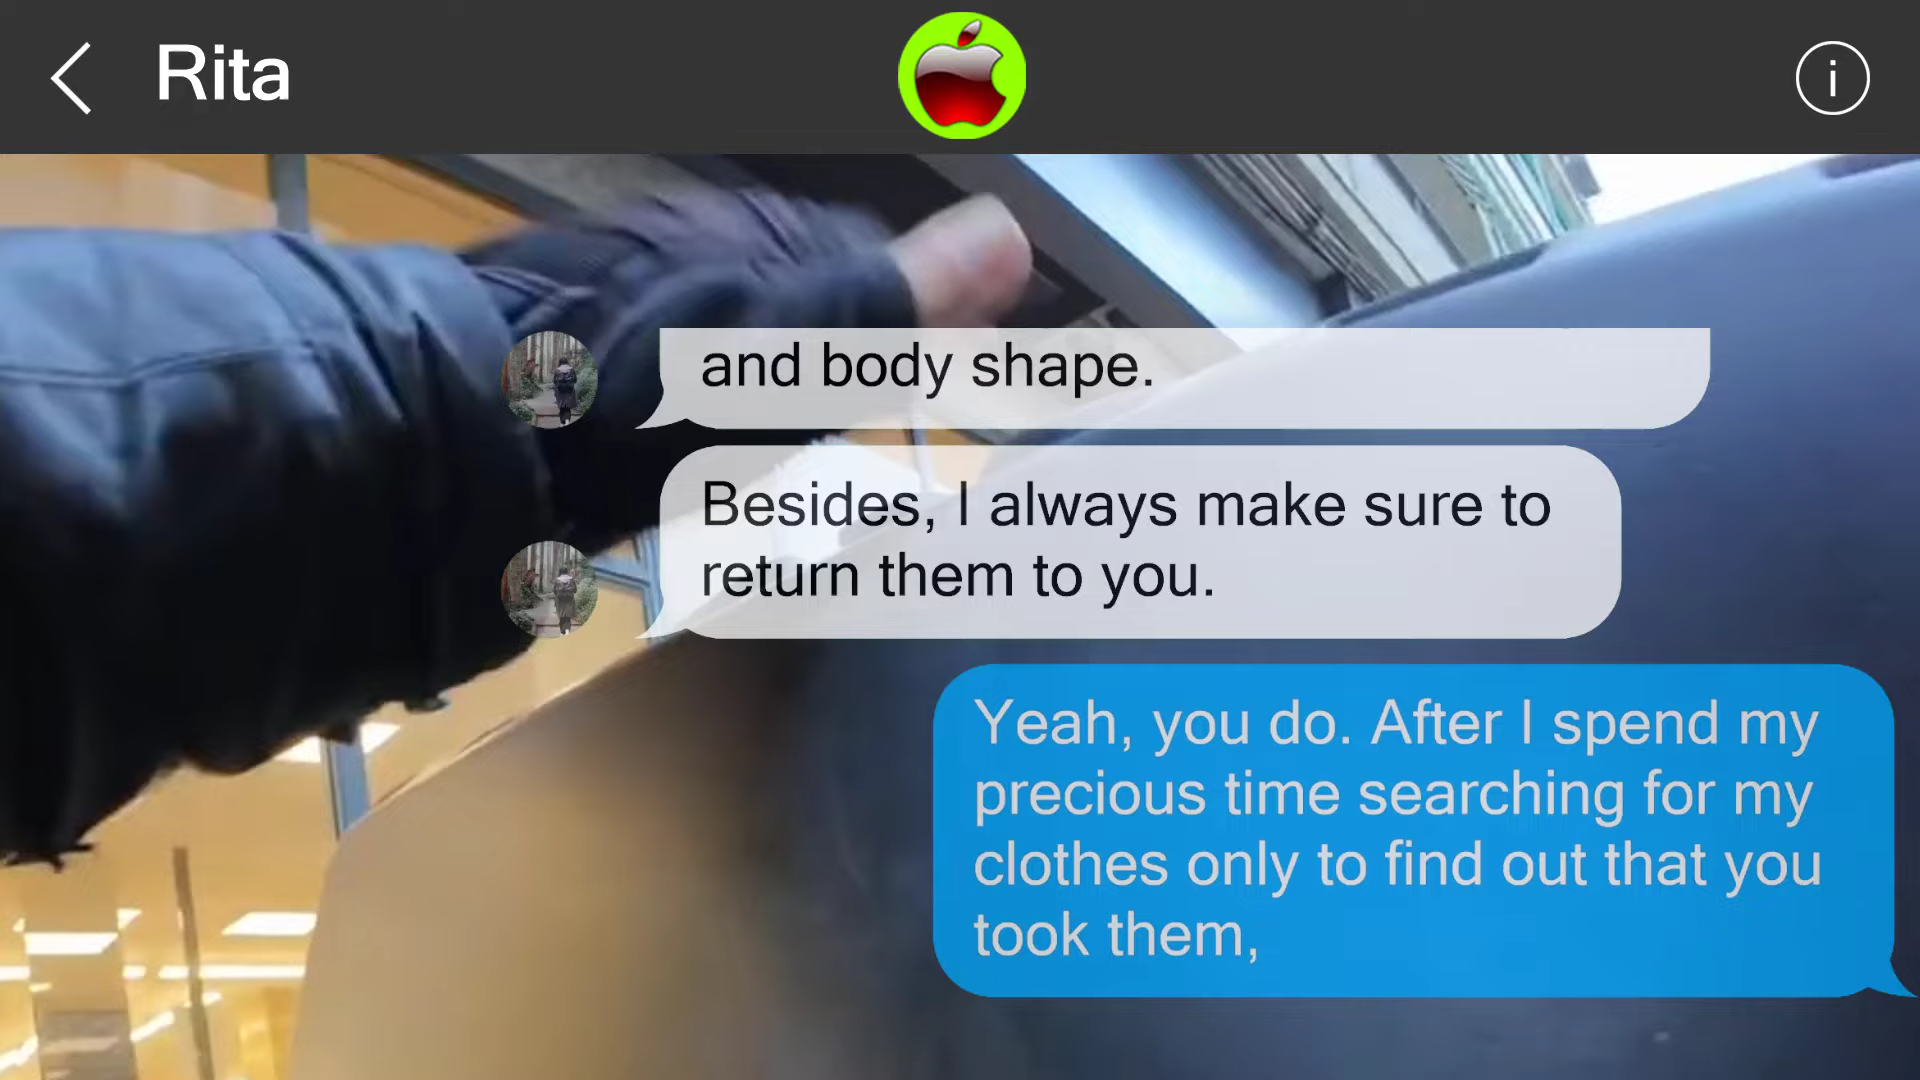 Rita
i
and body shape.
Besides, I always make sure to
return them to you.
Yeah, you do. After I spend my
precious time searching for my
clothes only to find out that you
took them,